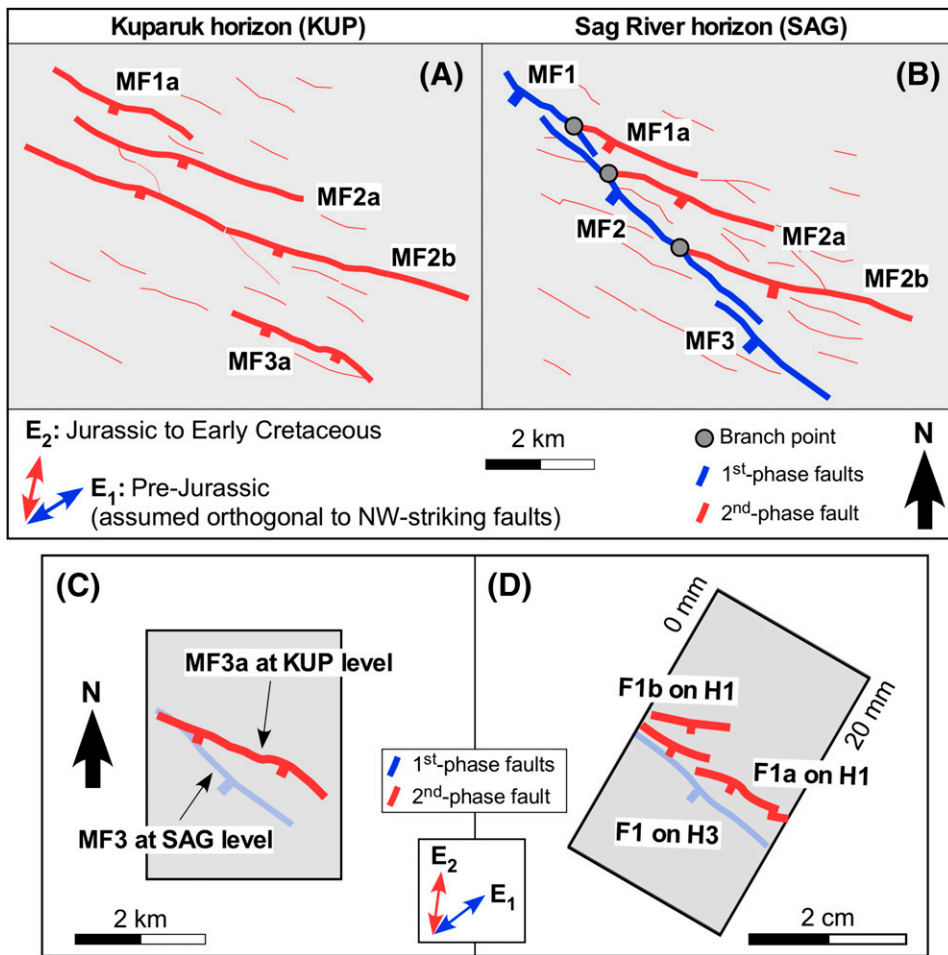 Kuparuk horizon (KUP)
Sag River horizon (SAG)
(A)
MF1a
MF2a
MF2b
MF3a
(B)
MF1
MF1a
MF2
MF2a
MF2b
MF3
E2: Jurassic to Early Cretaceous
E1: Pre-Jurassic
(assumed orthogonal to NW-striking faults)
2 km
Branch point
1st-phase faults
2nd-phase fault
N
(C)
N
MF3a at KUP level
MF3 at SAG level
2 km
1st-phase faults
2nd-phase fault
E2
E1
(D)
0 mm
20 mm
F1b on H1
F1a on H1
F1 on H3
2 cm